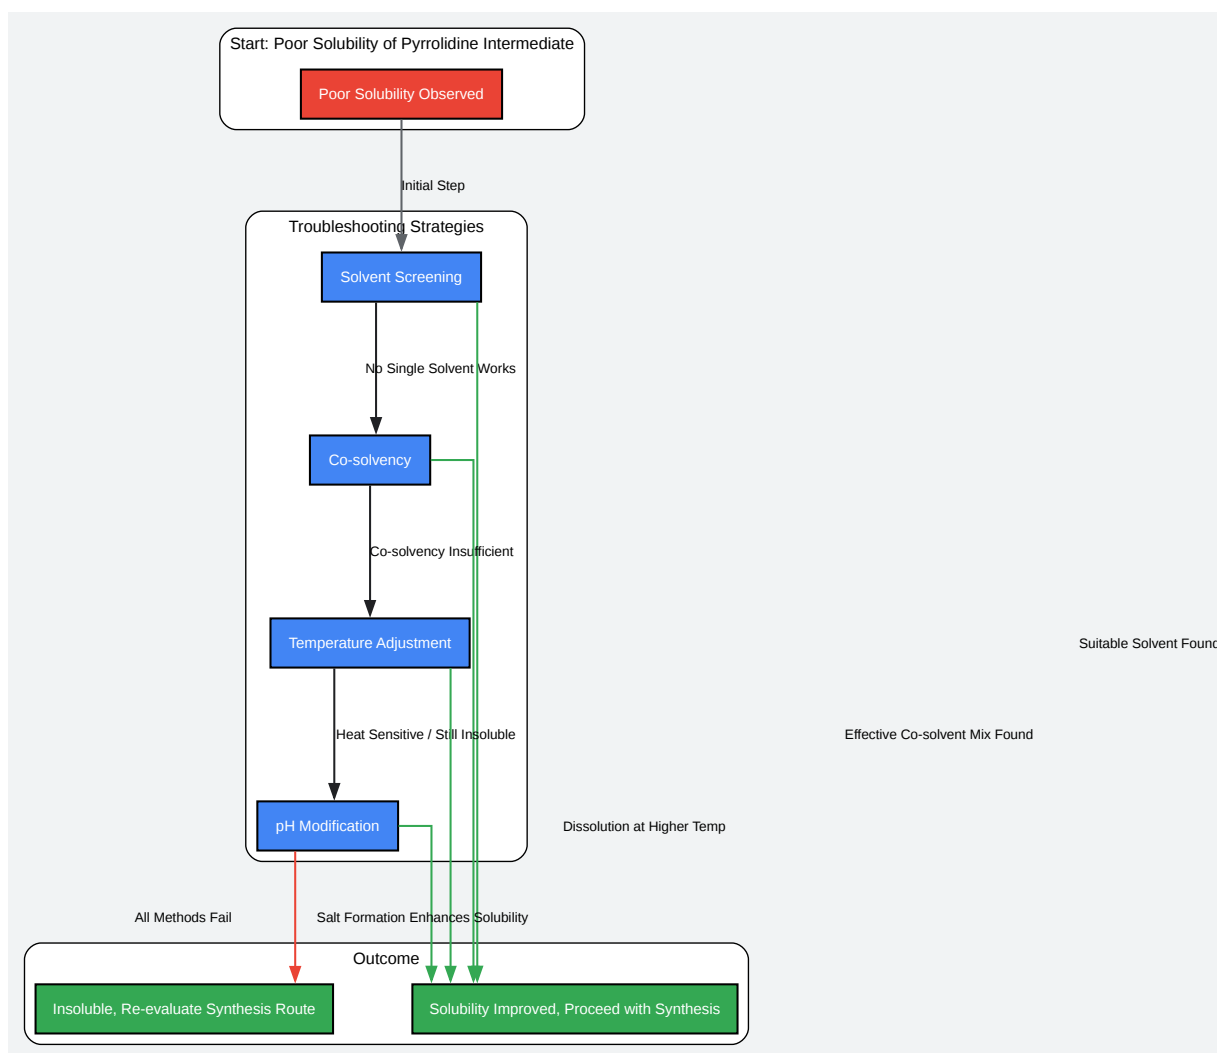 Start: Poor Solubility of Pyrrolidine Intermediate
Poor Solubility Observed
Initial Step
Troubleshooting Strategies
Solvent Screening
No Single Solvent Works
Co-solvency
Co-solvency Insufficient
Temperature Adjustment
Suitable Solvent Found
Heat Sensitive / Still Insoluble
Effective Co-solvent Mix Found
pH Modification
Dissolution at Higher Temp
All Methods Fail
Salt Formation Enhances Solubility
Outcome
Insoluble, Re-evaluate Synthesis Route
Solubility Improved, Proceed with Synthesis